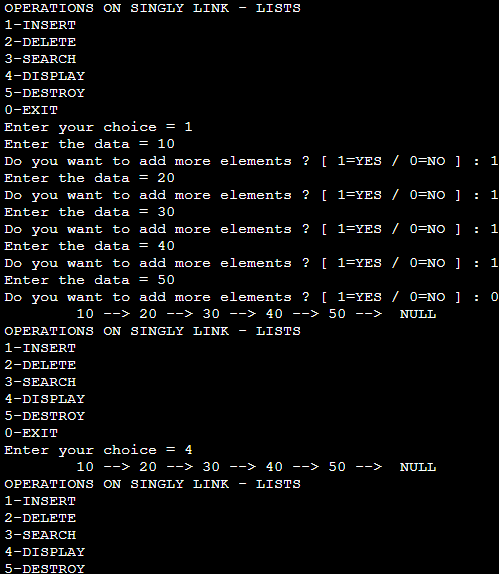 OPERATIONS ON SINGLY LINK - LISTS
1-INSERT
2-DELETE
3-SEARCH
4-DISPLAY
5-DESTROY
0-EXIT
Enter your choice = 1
Enter the data = 10
Do you want to add more elements ? [ 1=YES / 0=NO ] : 1
Enter the data = 20
Do you want to add more elements ? [ 1=YES / 0=NO ] : 1
Enter the data = 30
Do you want to add more elements ? [ 1=YES / 0=NO ] : 1
Enter the data = 40
Do you want to add more elements ? [ 1=YES / 0=NO ] : 1
Enter the data = 50
Do you want to add more elements ? [ 1=YES / 0=NO ] : 0
        10 --> 20 --> 30 --> 40 --> 50 -->  NULL
OPERATIONS ON SINGLY LINK - LISTS
1-INSERT
2-DELETE
3-SEARCH
4-DISPLAY
5-DESTROY
0-EXIT
Enter your choice = 4
        10 --> 20 --> 30 --> 40 --> 50 -->  NULL
OPERATIONS ON SINGLY LINK - LISTS
1-INSERT
2-DELETE
3-SEARCH
4-DISPLAY
5-DESTROY